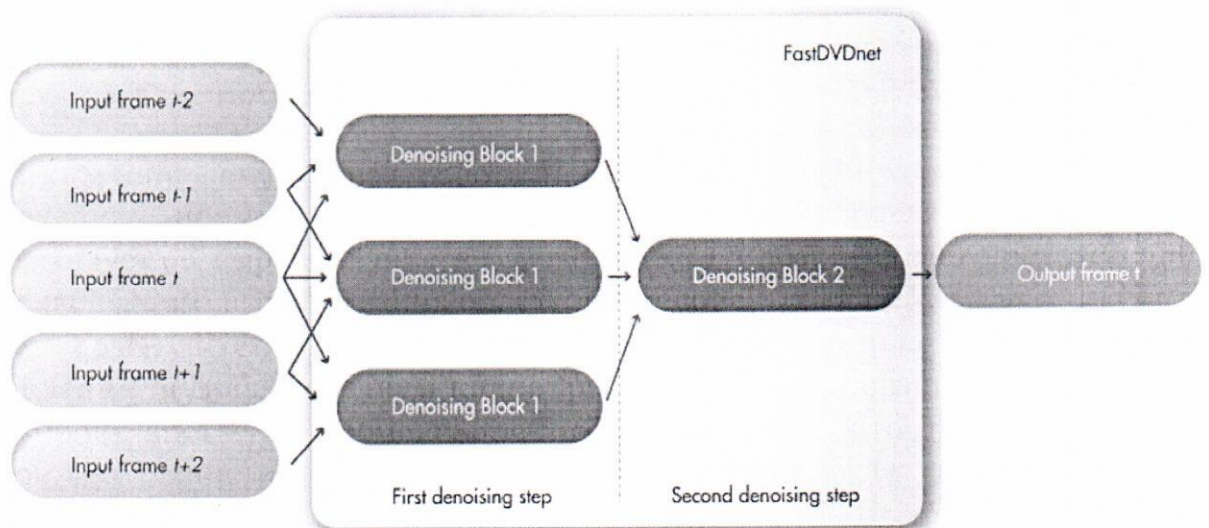 FastDVDnet
Input frame t-2
Input frame t-1
Input frame t
Input frame t+1
Input frame t+2
Denoising Block 1
Denoising Block 1
Denoising Block 1
Denoising Block 2
Output frame t
First denoising step
Second denoising step